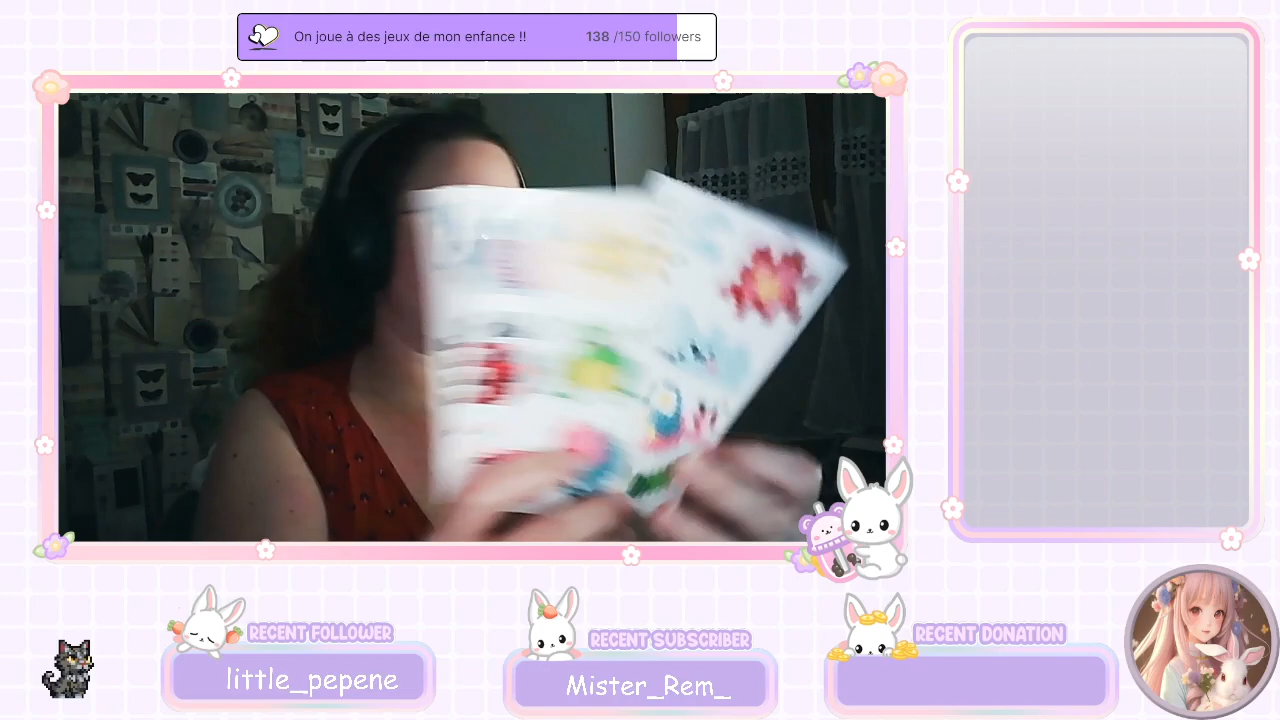 On joue à des jeux de mon enfance !! 138 /150 followers
RECENT FOLLOWER
little_pepene
RECENT SUBSCRIBER
Mister_Rem_
RECENT DONATION